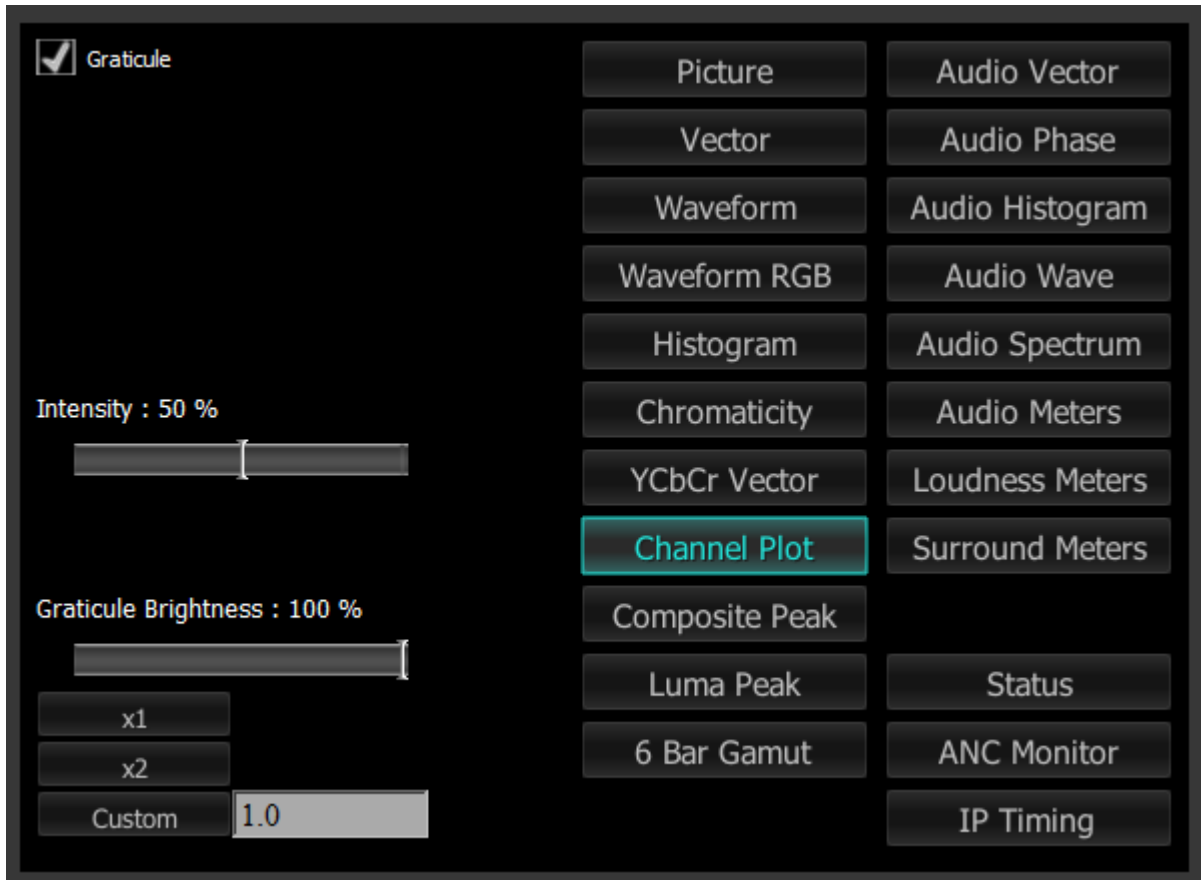 Graticule
Intensity : 50 %
Graticule Brightness : 100 %
x1
x2
Custom 1.0
Picture
Vector
Waveform
Waveform RGB
Histogram
Chromaticity
YCbCr Vector
Channel Plot
Composite Peak
Luma Peak
6 Bar Gamut
Audio Vector
Audio Phase
Audio Histogram
Audio Wave
Audio Spectrum
Audio Meters
Loudness Meters
Surround Meters
Status
ANC Monitor
IP Timing